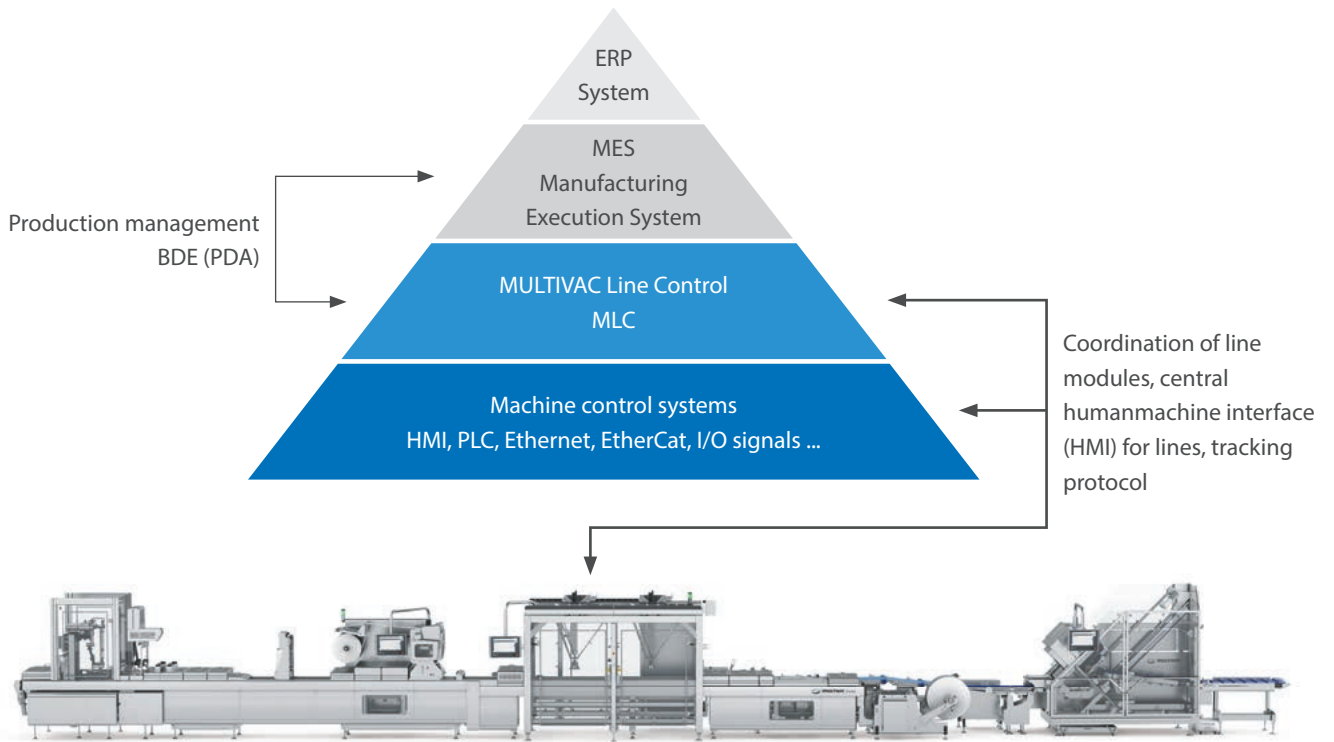 ERP
System
MES
Manufacturing
Execution System
Production management
BDE (PDA)
MULTIVAC Line Control
MLC
Coordination of line
modules, central
humanmachine interface
(HMI) for lines, tracking
protocol
Machine control systems
HMI, PLC, Ethernet, EtherCat, I/O signals ...